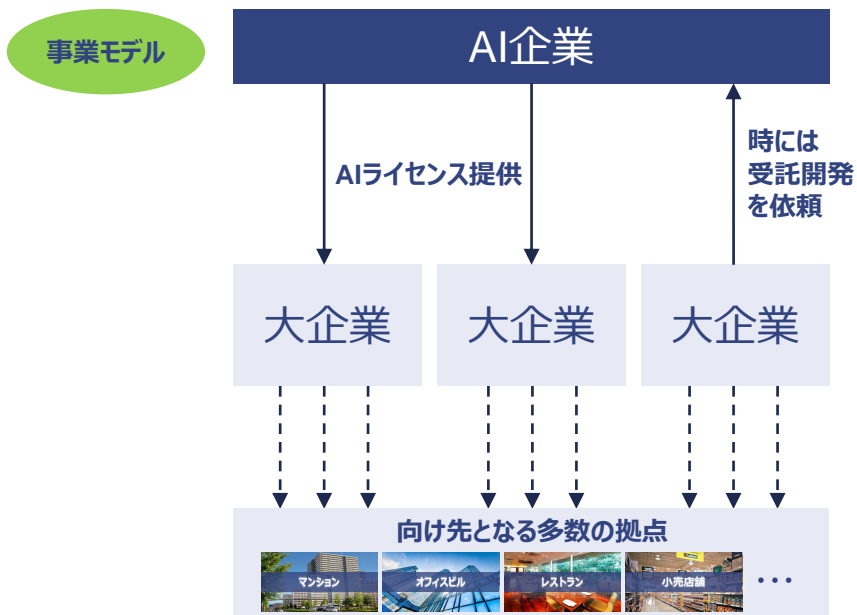 事業モデル
AI企業
AIライセンス提供
時には
受託開発
を依頼
大企業
大企業
大企業
向け先となる多数の拠点
マンション
オフィスビル
レストラン
小売店舗
・・・